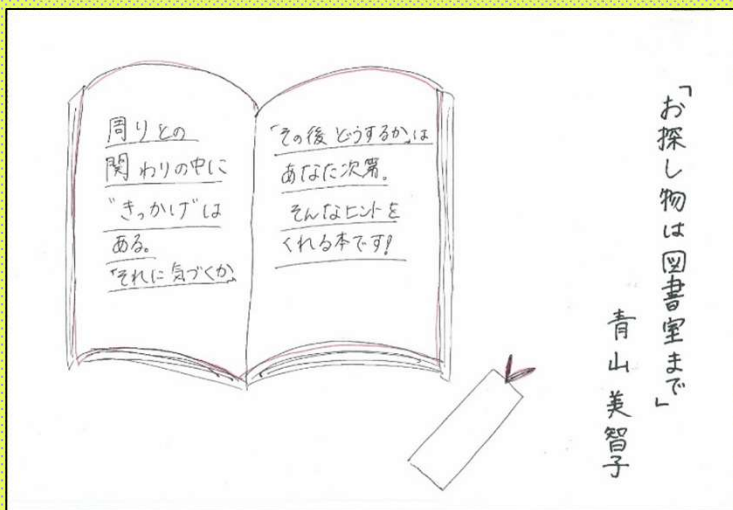 「お探し物は図書室まで」
青山美智子
周りとの
関わりの中に
"きっかけ"は
ある。
「それに気づくか」
「その後どうするか」は
あなた次第。
そんなヒントを
くれる本です!